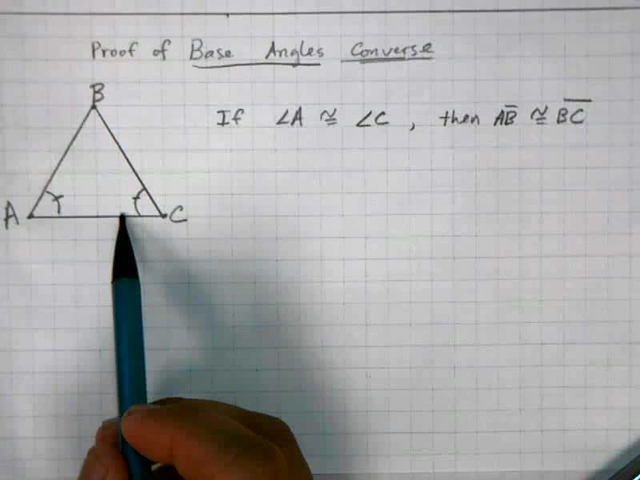 Proof of Base Angles Converse
B
If ∠A ≅ ∠C, then AB ≅ BC
A
C